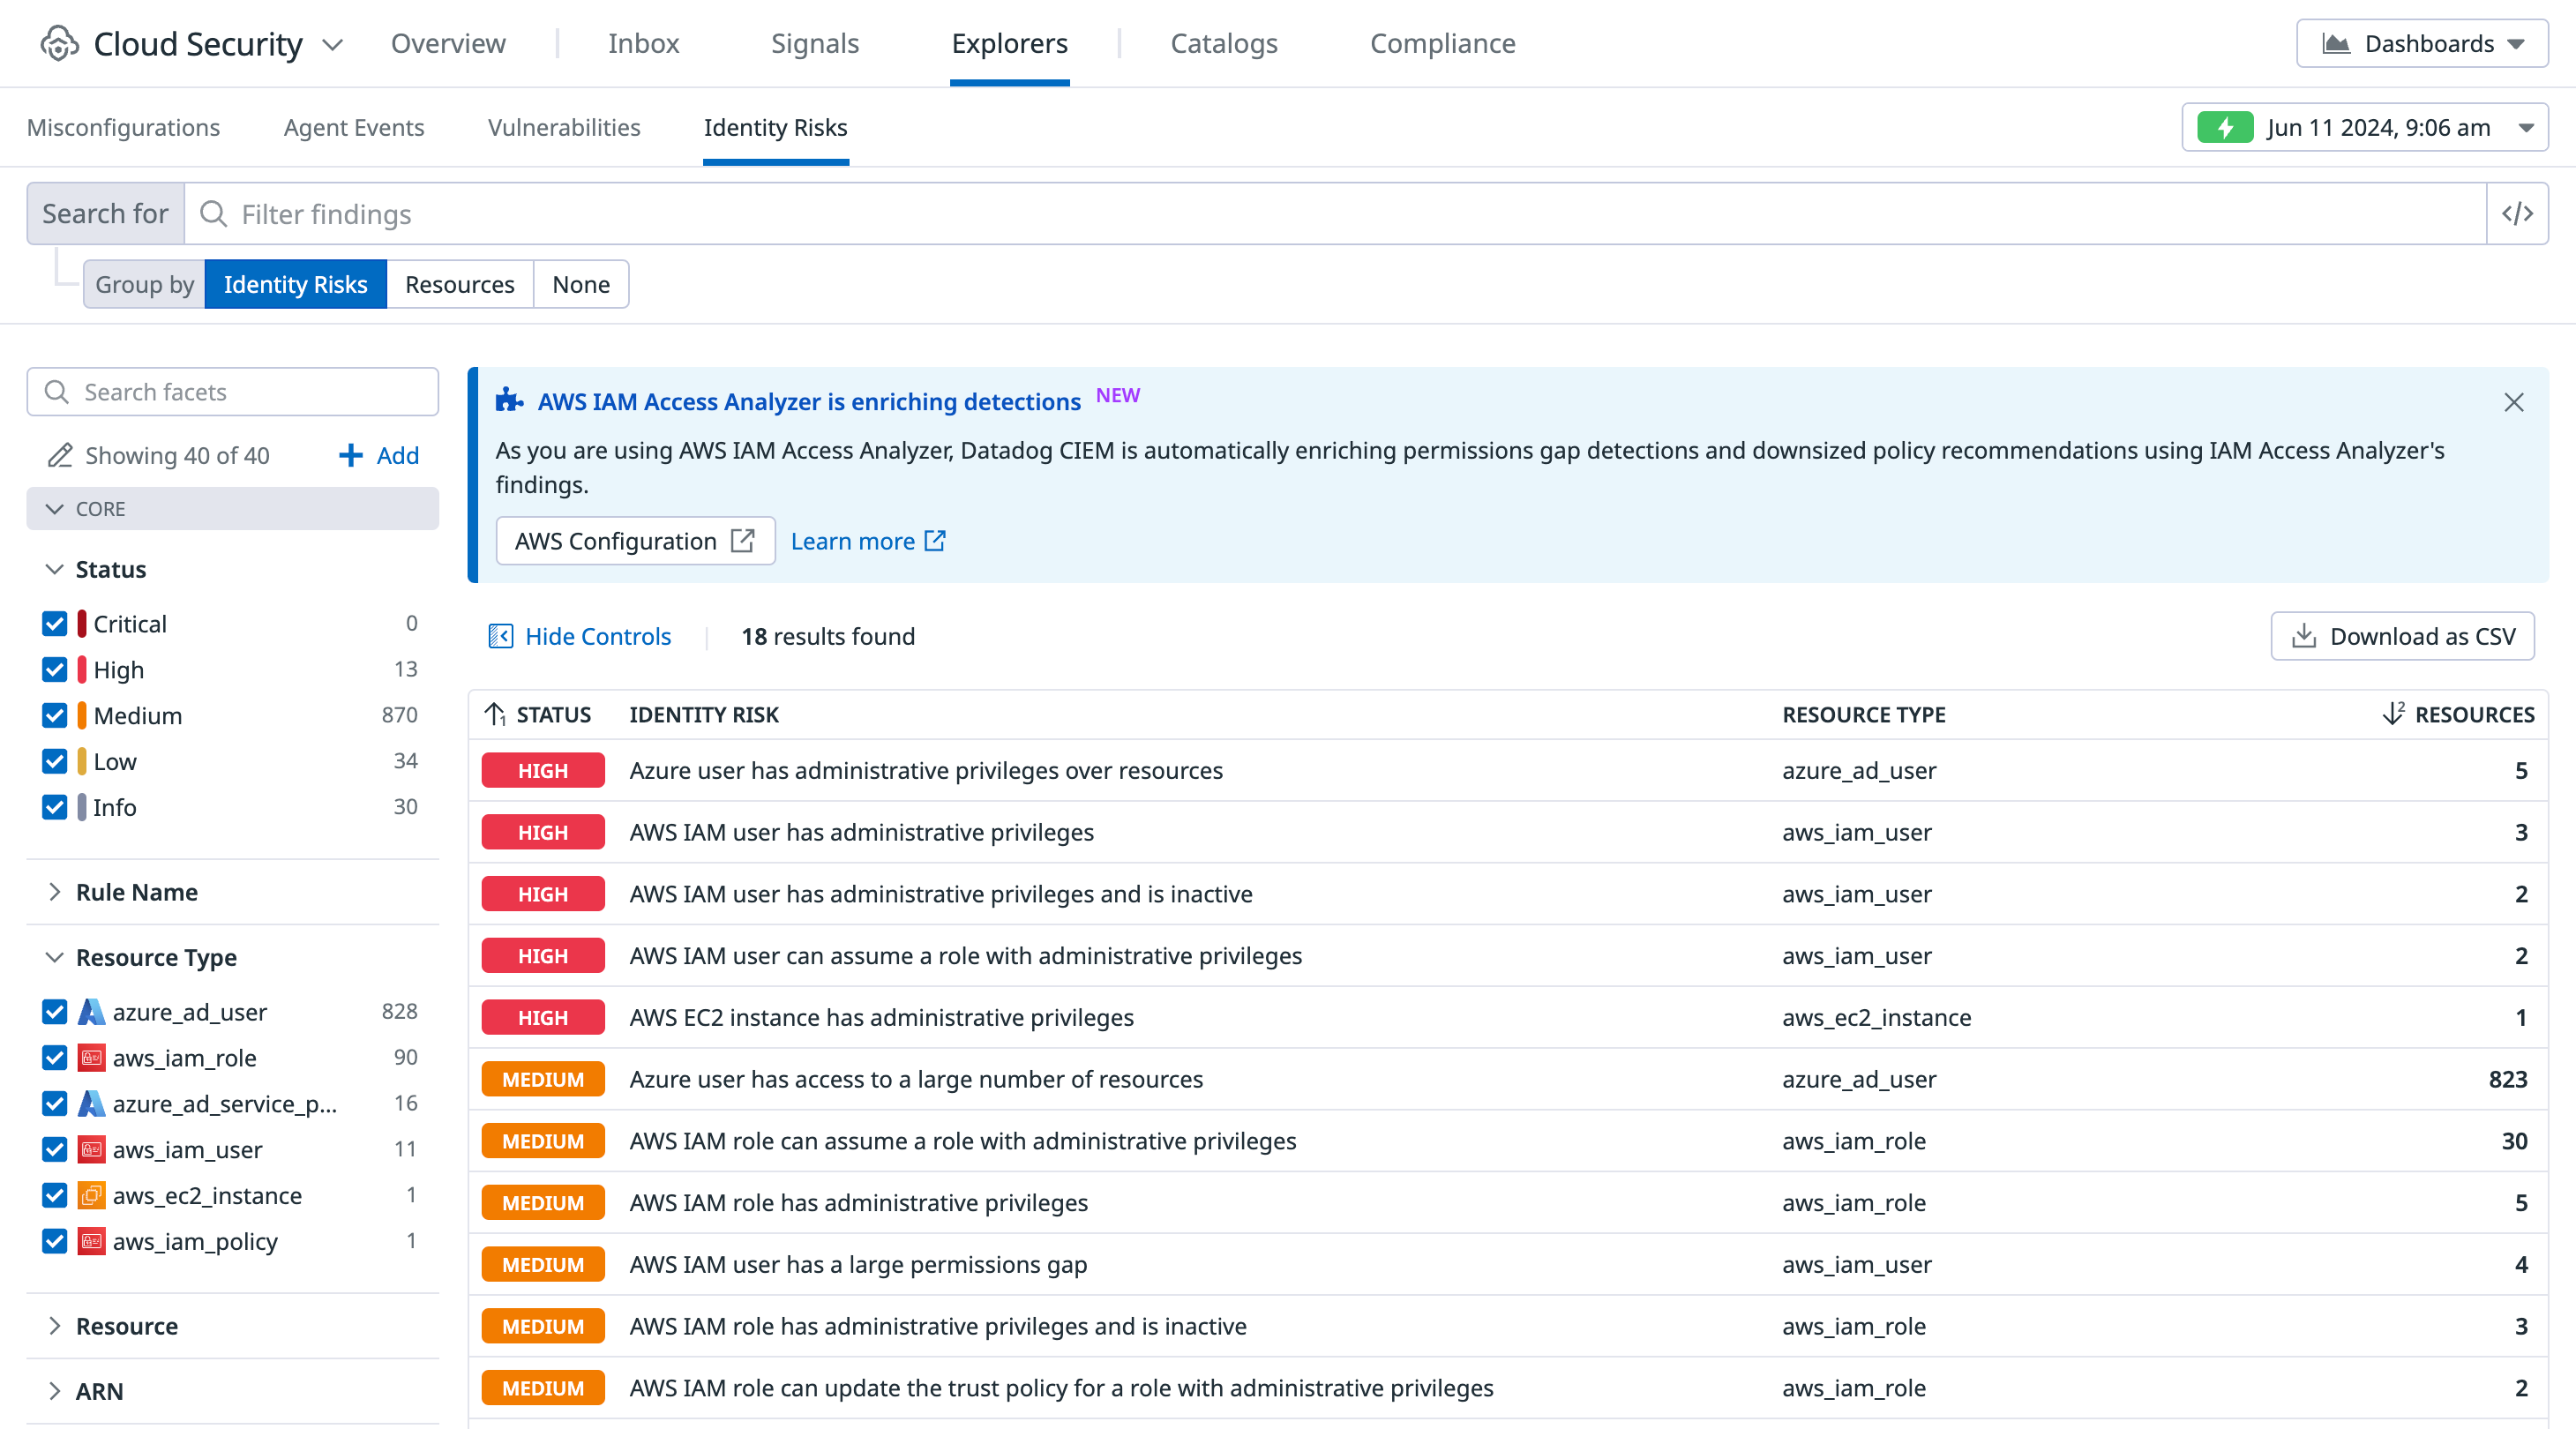 Cloud Security Overview Inbox Signals Explorers Catalogs Compliance Dashboards
Misconfigurations Agent Events Vulnerabilities Identity Risks Jun 11 2024, 9:06 am
Search for Filter findings </>
Group by Identity Risks Resources None
Search facets
Showing 40 of 40 + Add
CORE
Status
Critical 0
High 13
Medium 870
Low 34
Info 30
Rule Name
Resource Type
azure_ad_user 828
aws_iam_role 90
azure_ad_service_p... 16
aws_iam_user 11
aws_ec2_instance 1
aws_iam_policy 1
Resource
ARN
AWS IAM Access Analyzer is enriching detections NEW
As you are using AWS IAM Access Analyzer, Datadog CIEM is automatically enriching permissions gap detections and downsized policy recommendations using IAM Access Analyzer's
findings.
AWS Configuration Learn more
Hide Controls 18 results found Download as CSV
1 STATUS IDENTITY RISK RESOURCE TYPE 2 RESOURCES
HIGH Azure user has administrative privileges over resources azure_ad_user 5
HIGH AWS IAM user has administrative privileges aws_iam_user 3
HIGH AWS IAM user has administrative privileges and is inactive aws_iam_user 2
HIGH AWS IAM user can assume a role with administrative privileges aws_iam_user 2
HIGH AWS EC2 instance has administrative privileges aws_ec2_instance 1
MEDIUM Azure user has access to a large number of resources azure_ad_user 823
MEDIUM AWS IAM role can assume a role with administrative privileges aws_iam_role 30
MEDIUM AWS IAM role has administrative privileges aws_iam_role 5
MEDIUM AWS IAM user has a large permissions gap aws_iam_user 4
MEDIUM AWS IAM role has administrative privileges and is inactive aws_iam_role 3
MEDIUM AWS IAM role can update the trust policy for a role with administrative privileges aws_iam_role 2